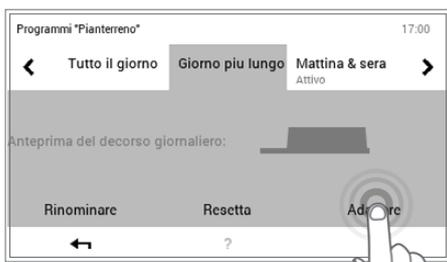 Programmi "Pianterreno" 17:00
Tutto il giorno Giorno piu lungo Mattina & sera
Attivo
Anteprima del decorso giornaliero:
Rinominare Resetta
?